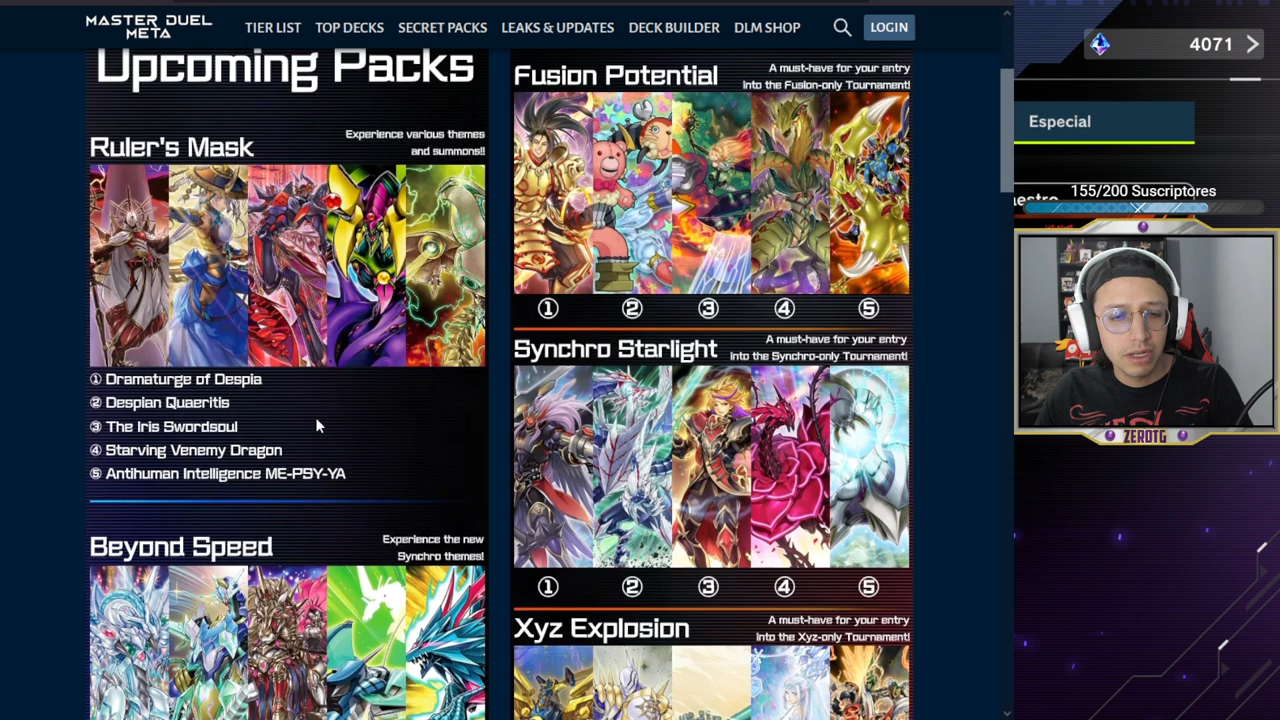 MASTER DUEL
META
TIER LIST
TOP DECKS
SECRET PACKS
LEAKS & UPDATES
DECK BUILDER
DLM SHOP
LOGIN
Upcoming Packs
Ruler's Mask
Experience various themes
and summons!!
① Dramaturge of Despia
② Despian Quaeritis
③ The Iris Swordsoul
④ Starving Venemy Dragon
⑤ Antihuman Intelligence ME-PSY-YA
Beyond Speed
Experience the new
Synchro themes!
Fusion Potential
A must-have for your entry
into the Fusion-only Tournament!
① ② ③ ④ ⑤
Synchro Starlight
A must-have for your entry
into the Synchro-only Tournament!
① ② ③ ④ ⑤
Xyz Explosion
A must-have for your entry
into the Xyz-only Tournament!
4071
Especial
155/200 Suscriptores
ZEROTG